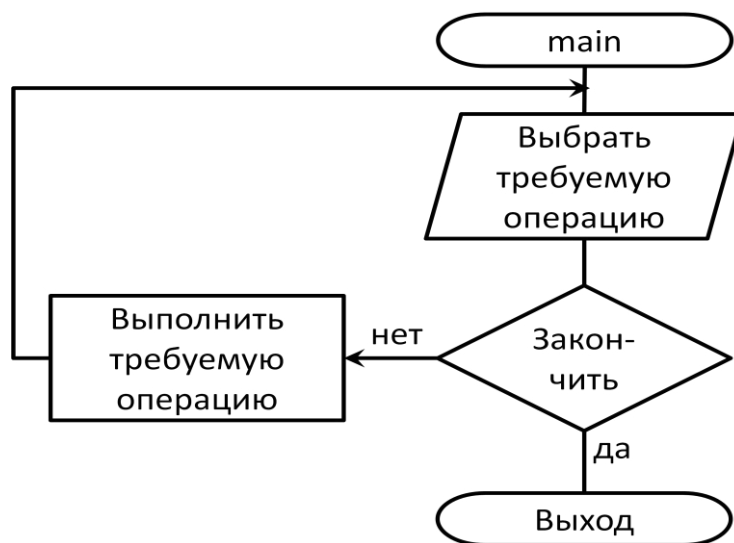 main
Выбрать
требуемую
операцию
Закон-
чить
нет
Выполнить
требуемую
операцию
да
Выход